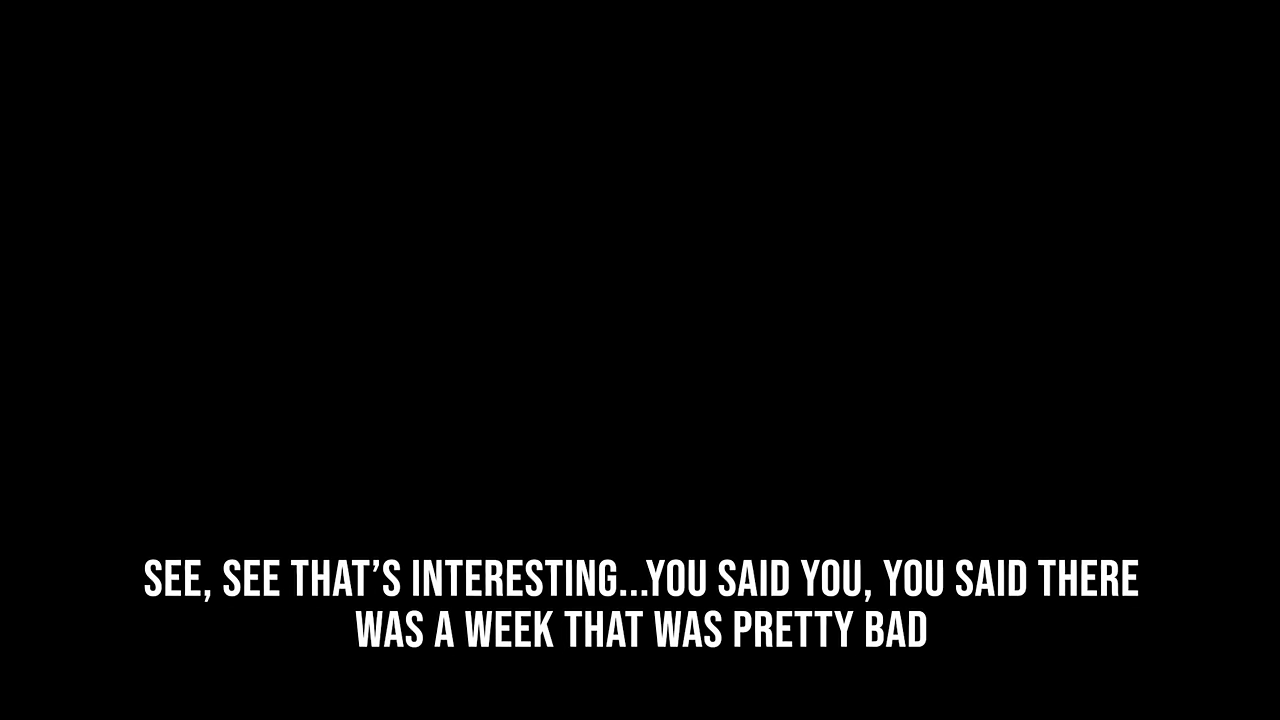 SEE, SEE THAT’S INTERESTING...YOU SAID YOU, YOU SAID THERE
WAS A WEEK THAT WAS PRETTY BAD